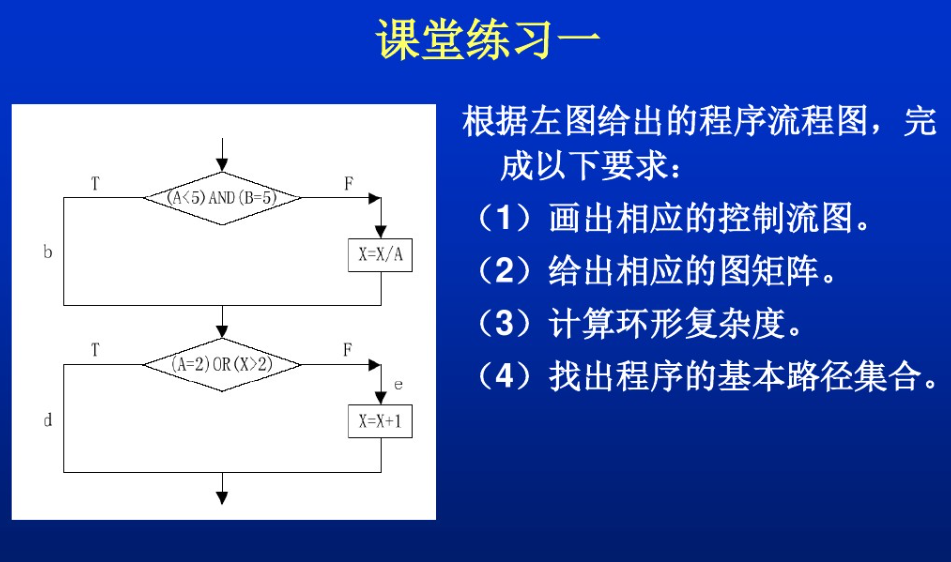 课堂练习一
根据左图给出的程序流程图，完
成以下要求：
（1）画出相应的控制流图。
（2）给出相应的图矩阵。
（3）计算环形复杂度。
（4）找出程序的基本路径集合。
T
(A<5)AND(B=5)
F
b
X=X/A
T
(A=2)OR(X>2)
F
e
d
X=X+1